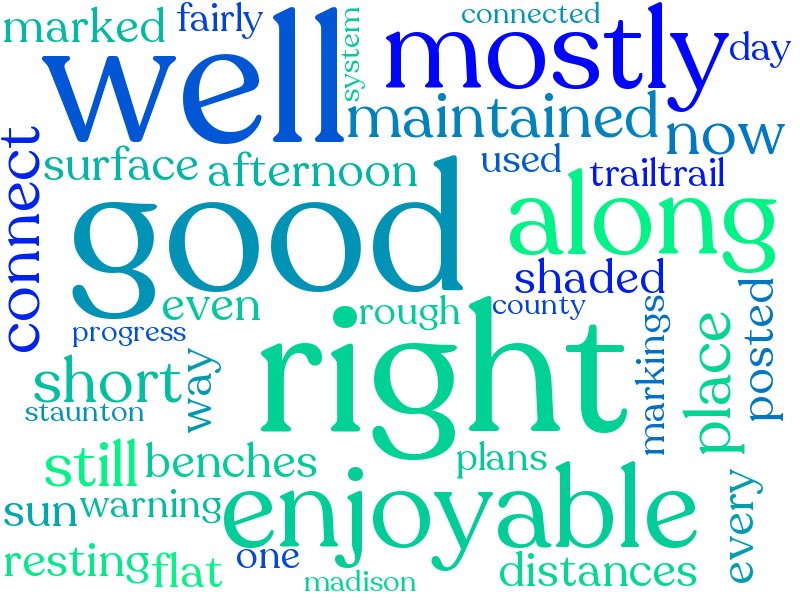 marked
fairly
system
connected
well
mostly
day
maintained
now
connect
surface
afternoon
used
trailtrail
good
along
shaded
even
rough
county
progress
right
markings
place
posted
short
way
staunton
still
benches
plans
enjoyable
every
sun
warning
resting
flat
one
madison
distances